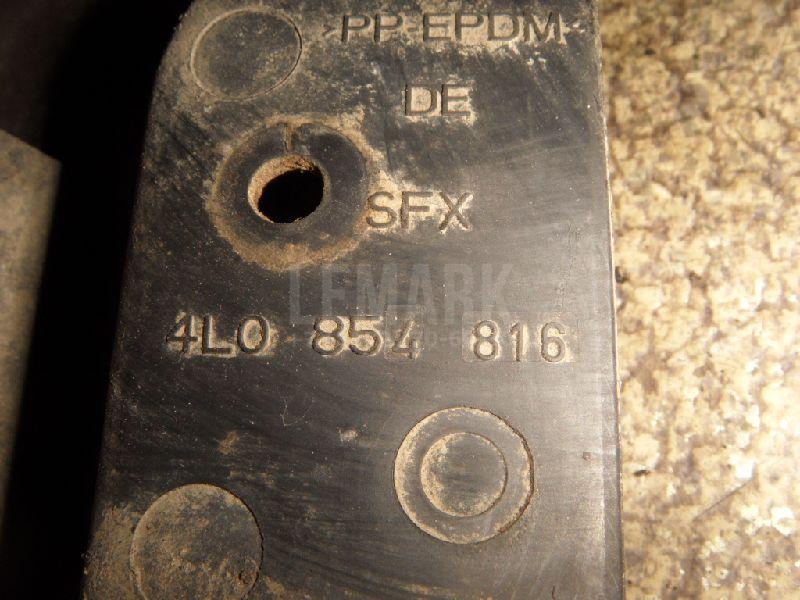 >PP-EPDM<
DE
SFX
LEMARK
4L0 854 816